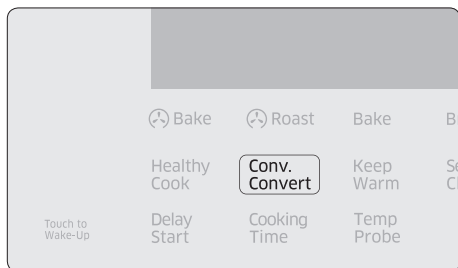 Bake Roast Bake B
Healthy Cook Conv. Convert Keep Warm
Touch to Wake-Up Delay Start Cooking Time Temp Probe